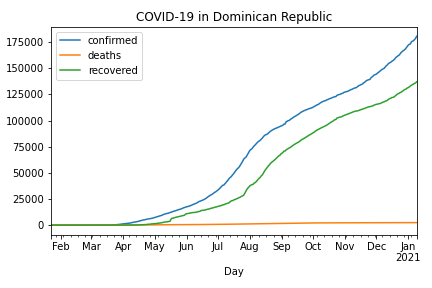 COVID-19 in Dominican Republic
confirmed
deaths
recovered
175000
150000
125000
100000
75000
50000
25000
0
Feb Mar Apr May Jun Jul Aug Sep Oct Nov Dec Jan
2021
Day